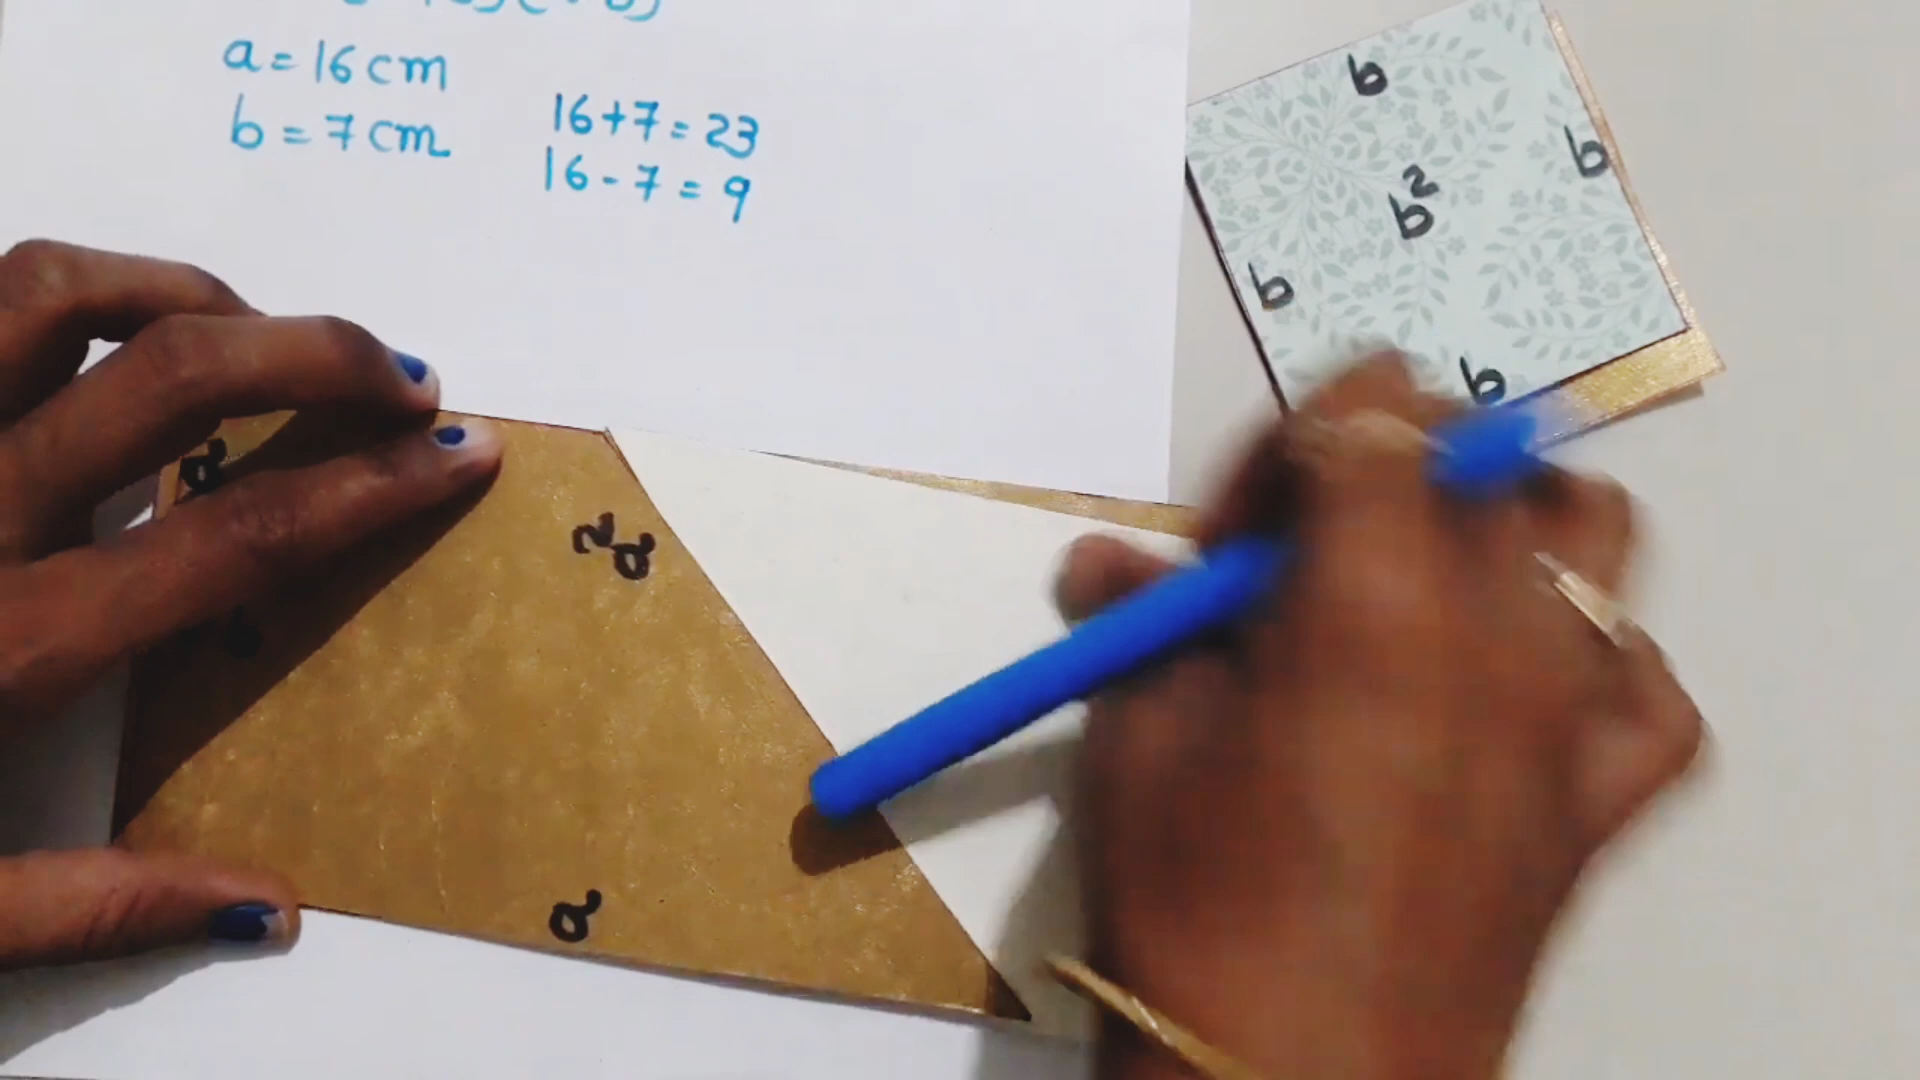 a = 16 cm
b = 7 cm
16+7 = 23
16 - 7 = 9
b
b
b²
b
b
a
a²
a